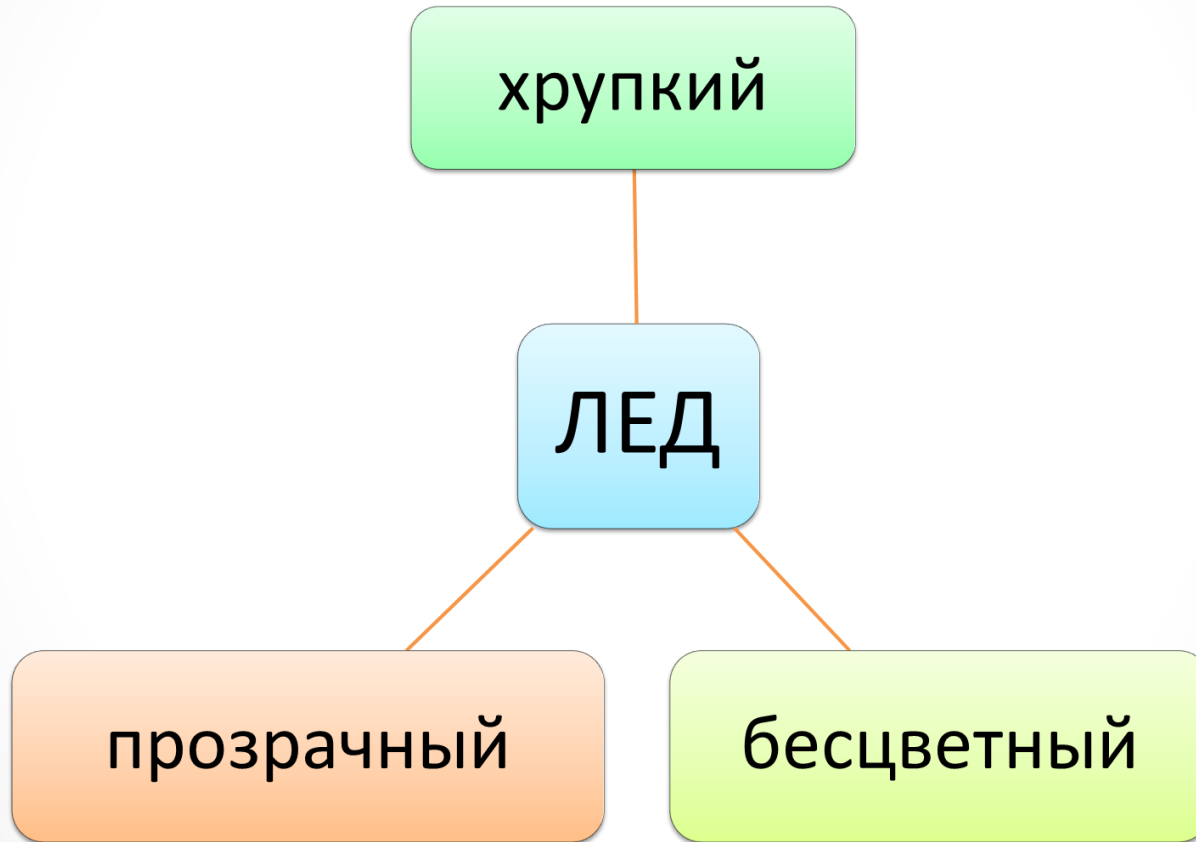 хрупкий
ЛЕД
прозрачный
бесцветный